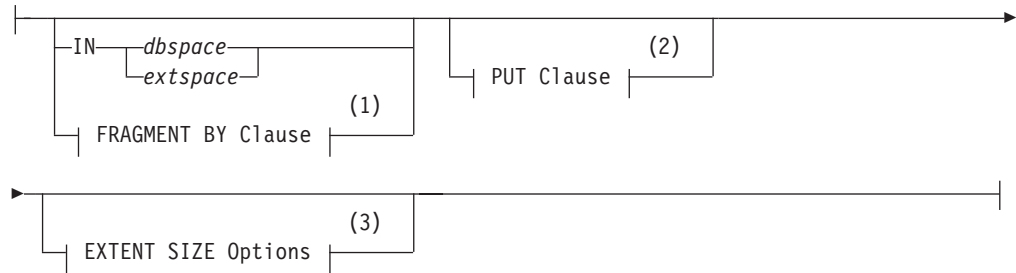 IN dbspace
extspace
(2)
PUT Clause
(1)
FRAGMENT BY Clause
(3)
EXTENT SIZE Options